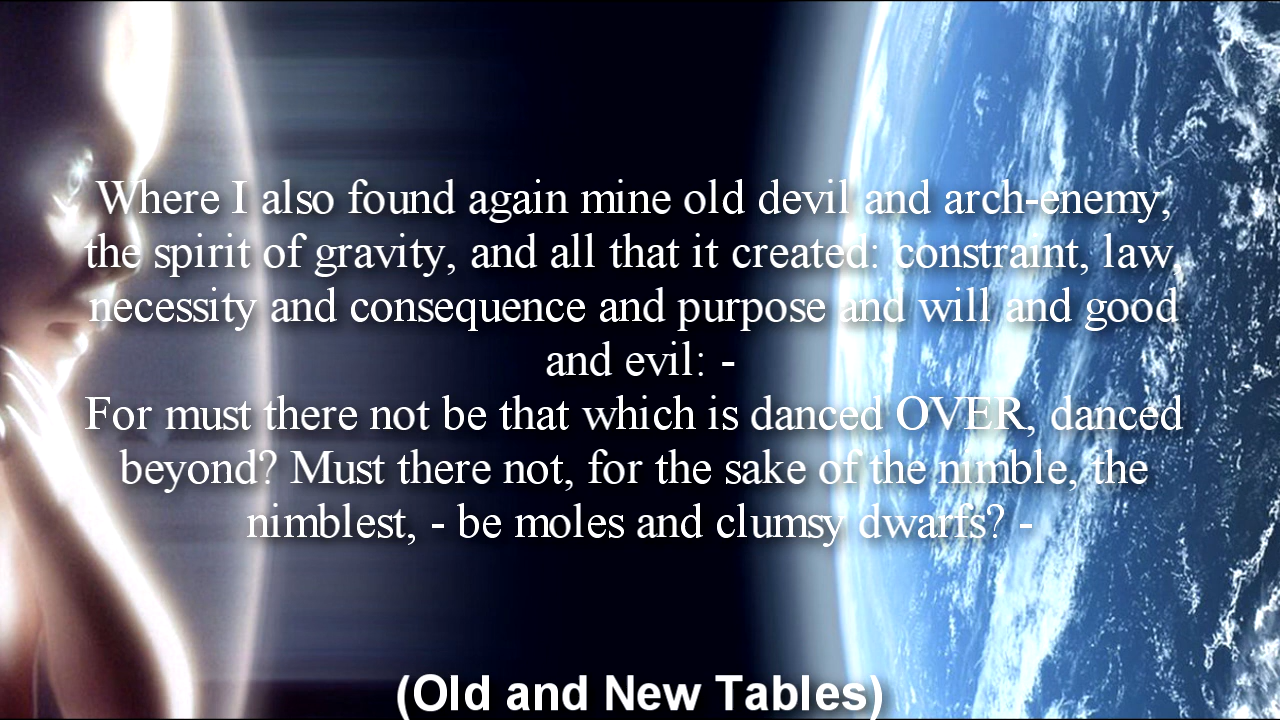 Where I also found again mine old devil and arch-enemy,
the spirit of gravity, and all that it created: constraint, law,
necessity and consequence and purpose and will and good
and evil: -
For must there not be that which is danced OVER, danced
beyond? Must there not, for the sake of the nimble, the
nimblest, - be moles and clumsy dwarfs? -
(Old and New Tables)